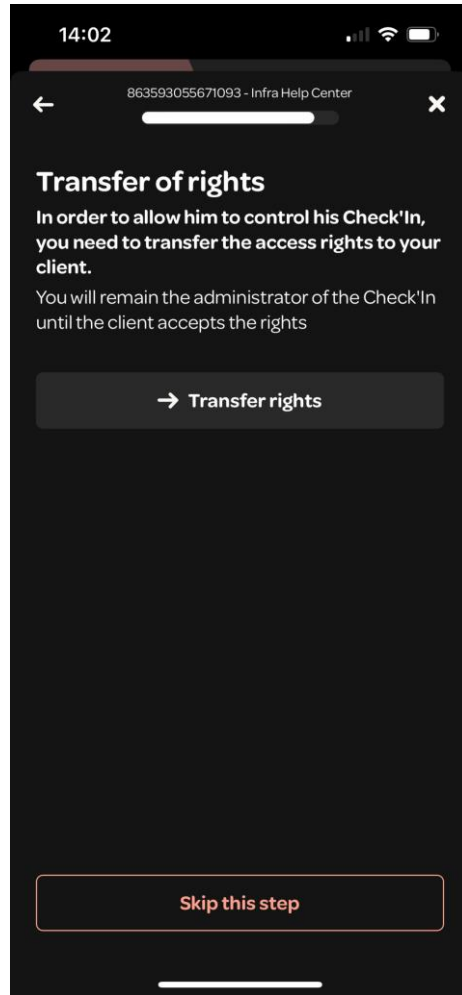 14:02
863593055671093 - Infra Help Center
Transfer of rights
In order to allow him to control his Check'In,
you need to transfer the access rights to your
client.
You will remain the administrator of the Check'In
until the client accepts the rights
→ Transfer rights
Skip this step